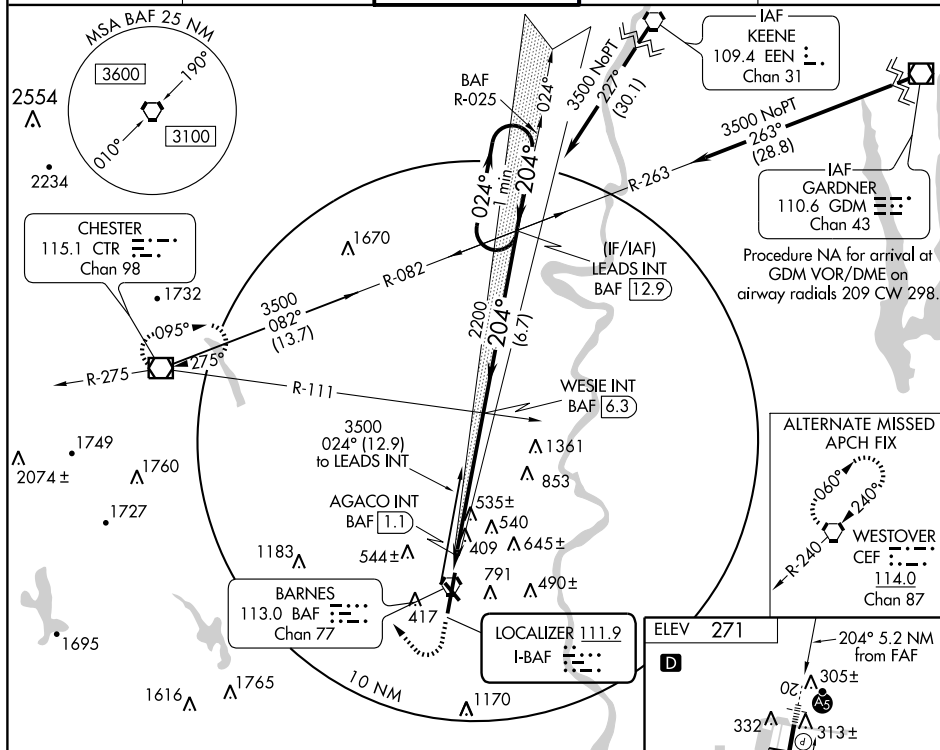 MSA BAF 25 NM
3600
190°
3100
010°
2554
2234
IAF
KEENE
109.4 EEN
Chan 31
3500 NoPT
227°
(30.1)
BAF
R-025
024°
3500 NoPT
263°
(28.8)
R-263
IAF
GARDNER
110.6 GDM
Chan 43
Procedure NA for arrival at
GDM VOR/DME on
airway radials 209 CW 298.
024°
1 min
204°
(IF/IAF)
LEADS INT
BAF 12.9
CHESTER
115.1 CTR
Chan 98
1670
R-082
1732
3500
082°
(13.7)
095°
275°
R-275
R-111
2200
204°
(6.7)
WESIE INT
BAF 6.3
3500
024° (12.9)
to LEADS INT
1361
853
1749
2074±
1760
1727
AGACO INT
BAF 1.1
535±
540
409
645±
544±
1183
791
490±
417
BARNES
113.0 BAF
Chan 77
LOCALIZER 111.9
I-BAF
1695
1616
1765
10 NM
1170
ALTERNATE MISSED
APCH FIX
060°
240°
R-240
WESTOVER
CEF
114.0
Chan 87
ELEV 271
D
204° 5.2 NM
from FAF
20
305±
A5
332
313±
P